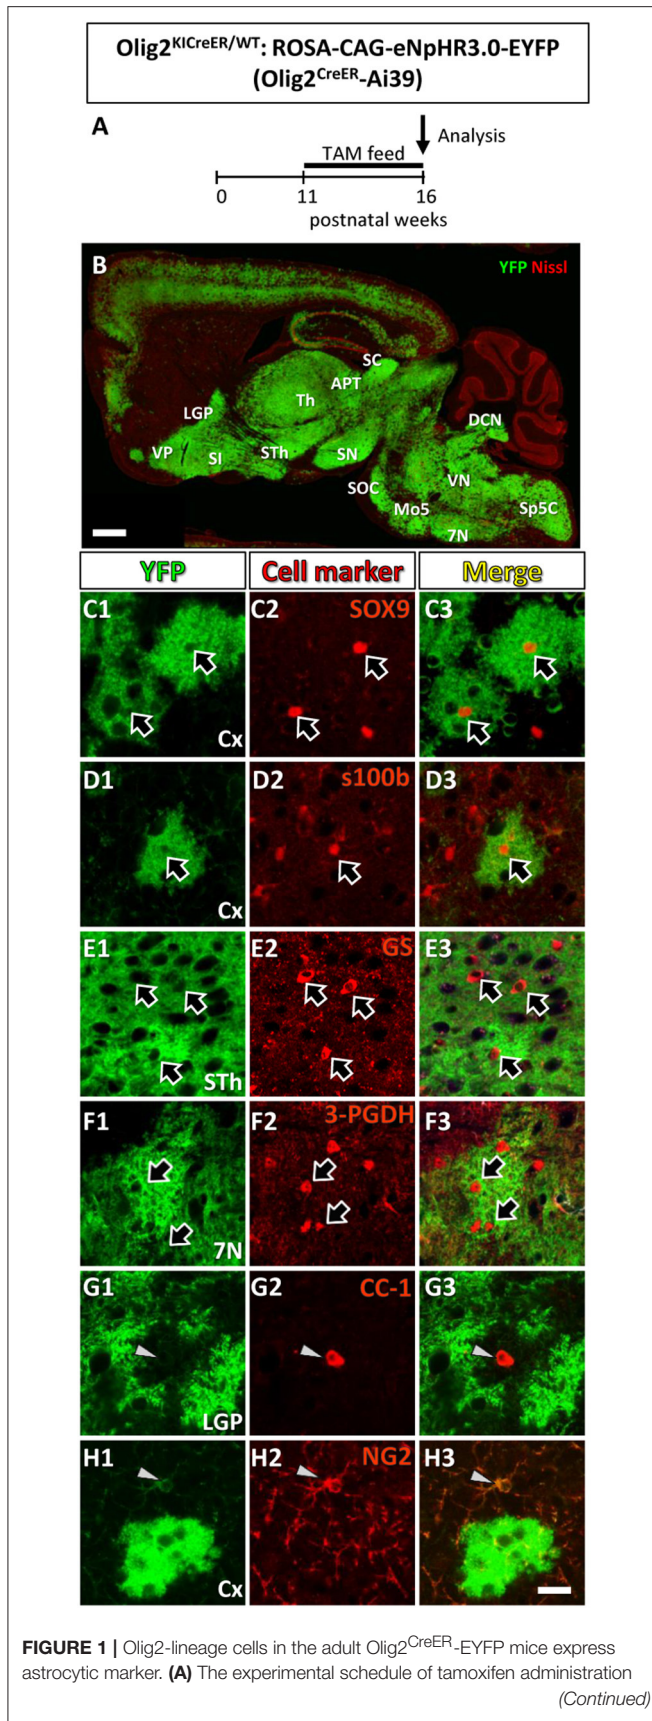 Olig2KICreER/WT: ROSA-CAG-eNpHR3.0-EYFP
(Olig2CreER-Ai39)
A
Analysis
TAM feed
0 11 16
postnatal weeks
B
YFP Nissl
SC
APT
Th
LGP
DCN
VP
SI
STh
SN
VN
SOC
Mo5
Sp5C
7N
YFP Cell marker Merge
C1 C2 SOX9 C3
Cx
D1 D2 s100b D3
Cx
E1 E2 GS E3
STh
F1 F2 3-PGDH F3
7N
G1 G2 CC-1 G3
LGP
H1 H2 NG2 H3
Cx
FIGURE 1 | Olig2-lineage cells in the adult Olig2CreER-EYFP mice express
astrocytic marker. (A) The experimental schedule of tamoxifen administration
(Continued)